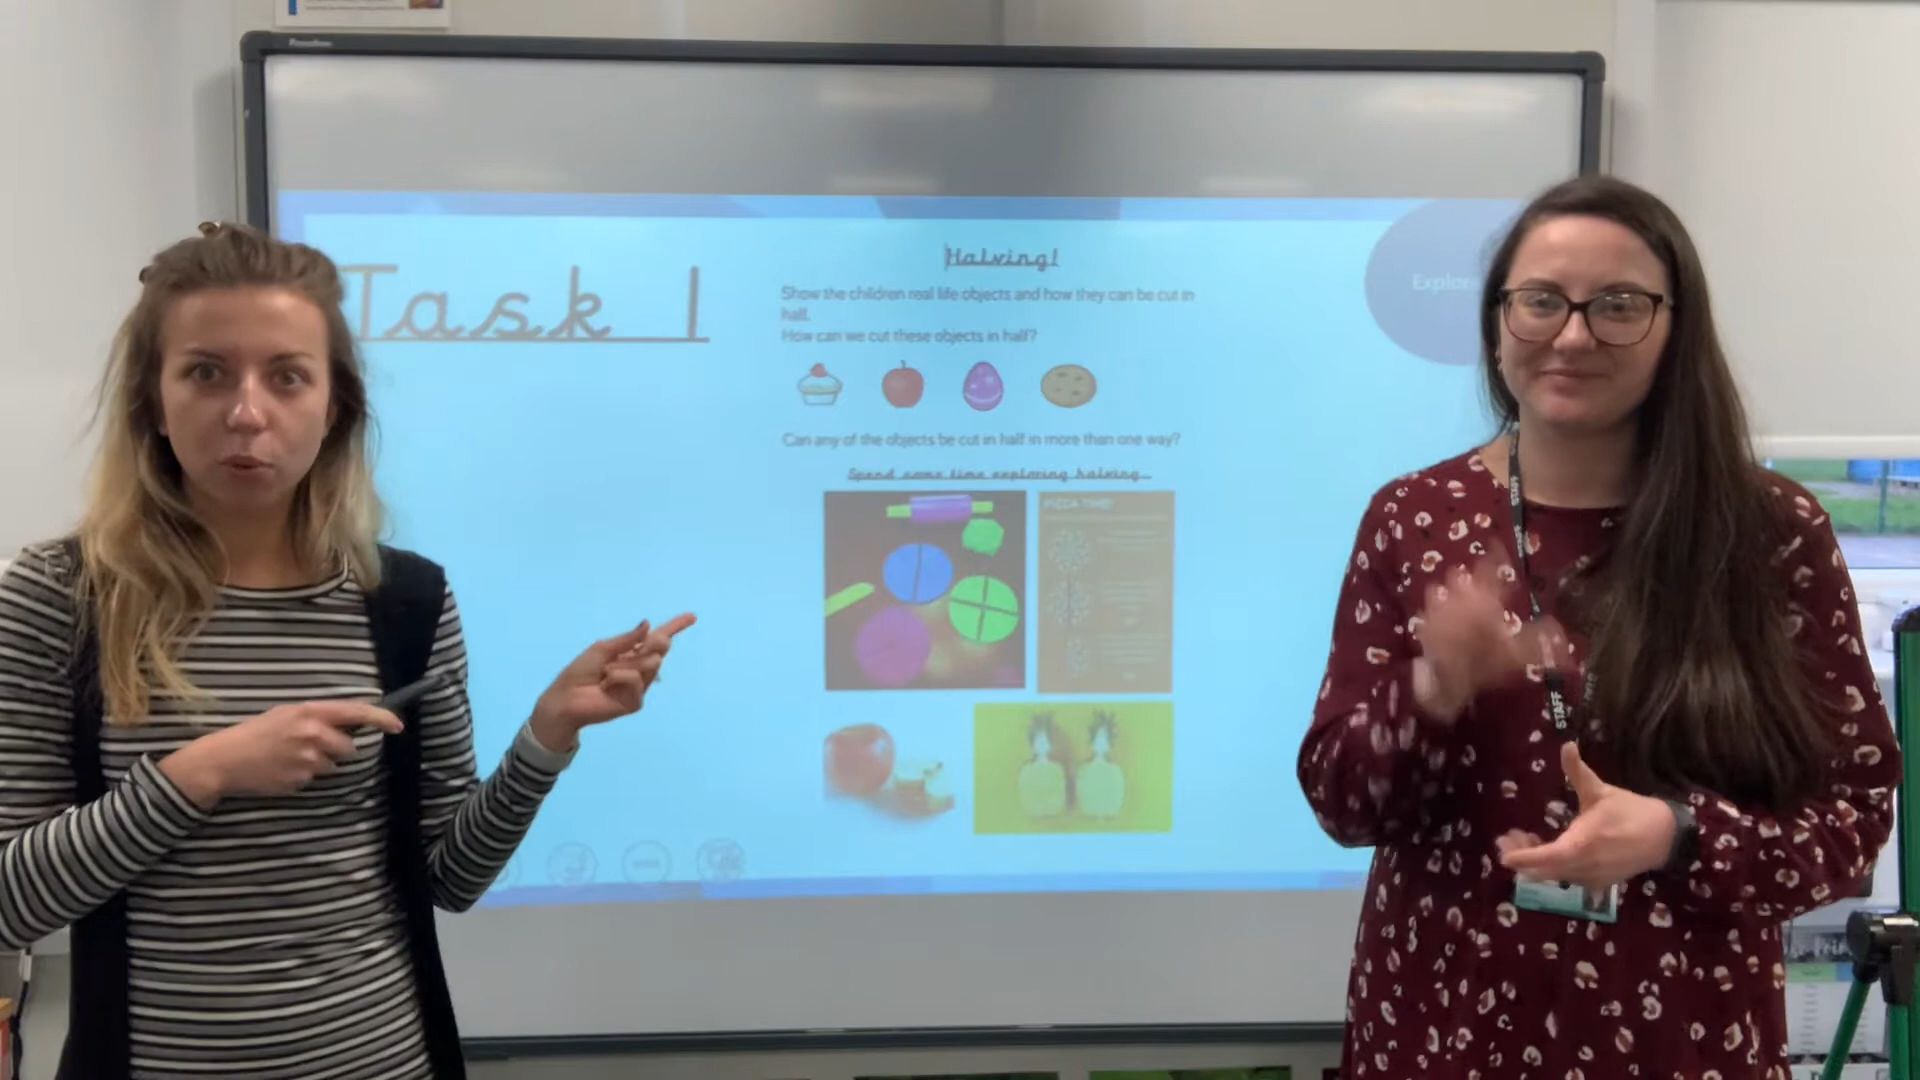 Task 1
Halving!
Show the children real life objects and how they can be cut in
half.
How can we cut these objects in half?
Can any of the objects be cut in half in more than one way?
Spend some time exploring halving...
PIZZA TIME!
STAFF
STAFF